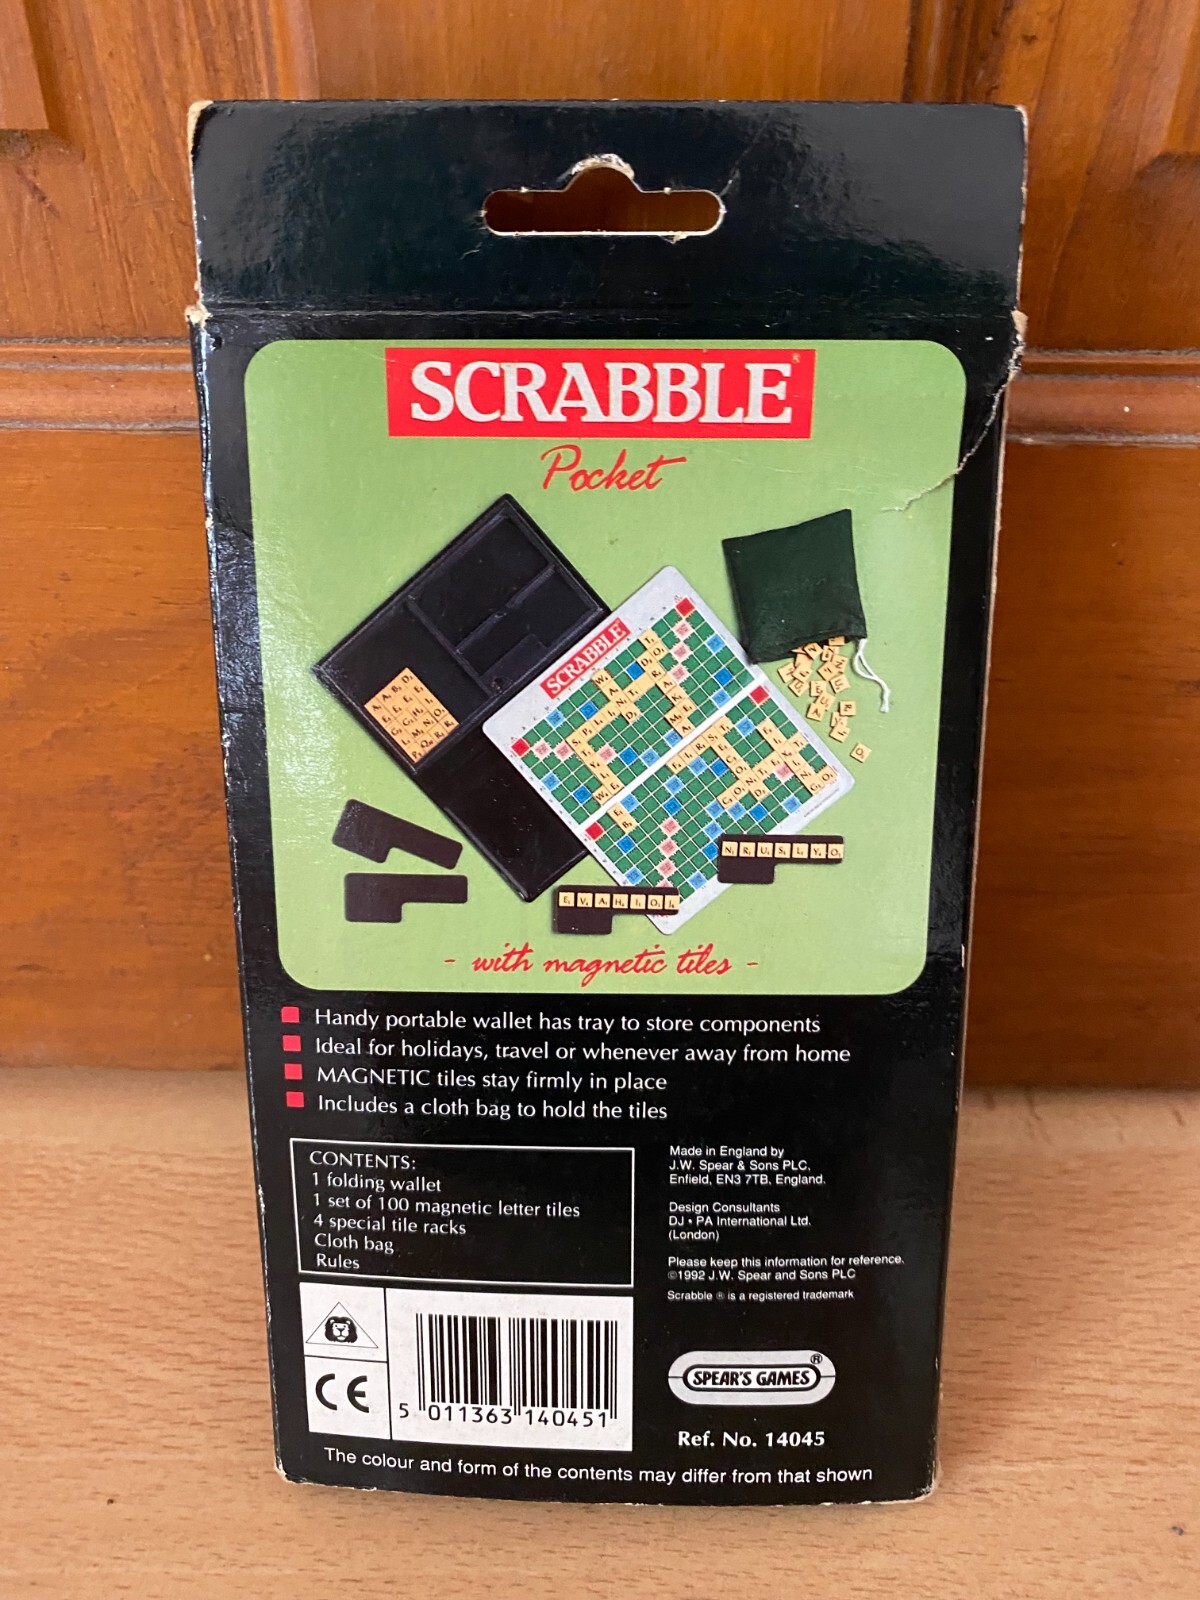 SCRABBLE®
Pocket
SCRABBLE
N R U S L Y O
E V A H I O J
- with magnetic tiles -
Handy portable wallet has tray to store components
Ideal for holidays, travel or whenever away from home
MAGNETIC tiles stay firmly in place
Includes a cloth bag to hold the tiles
CONTENTS:
1 folding wallet
1 set of 100 magnetic letter tiles
4 special tile racks
Cloth bag
Rules
Made in England by
J.W. Spear & Sons PLC,
Enfield, EN3 7TB, England.
Design Consultants
DJ • PA International Ltd.
(London)
Please keep this information for reference.
©1992 J.W. Spear and Sons PLC
Scrabble ® is a registered trademark
CE
5 011363 140451
SPEAR'S GAMES®
Ref. No. 14045
The colour and form of the contents may differ from that shown